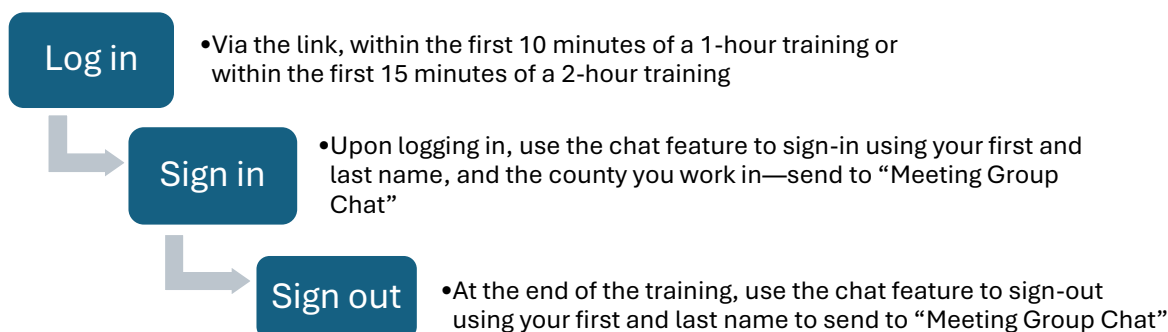 Log in
•Via the link, within the first 10 minutes of a 1-hour training or
within the first 15 minutes of a 2-hour training
Sign in
•Upon logging in, use the chat feature to sign-in using your first and
last name, and the county you work in—send to “Meeting Group
Chat”
Sign out
•At the end of the training, use the chat feature to sign-out
using your first and last name to send to “Meeting Group Chat”